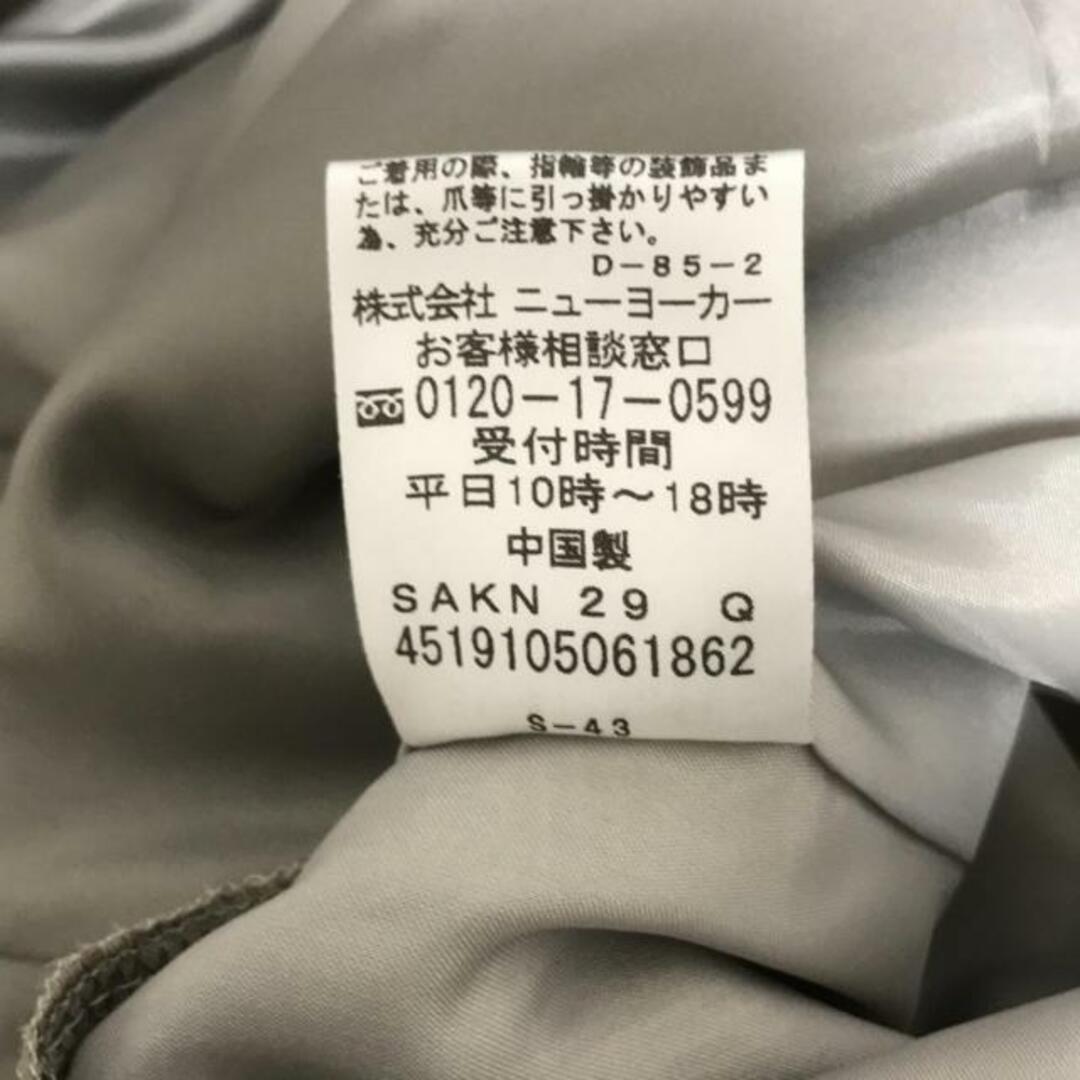 ご着用の際、指輪等の装飾品ま
たは、爪等に引っ掛かりやすい
為、充分ご注意下さい。
D-85-2
株式会社 ニューヨーカー
お客様相談窓口
0120-17-0599
受付時間
平日10時~18時
中国製
SAKN 29 Q
4519105061862
S-43